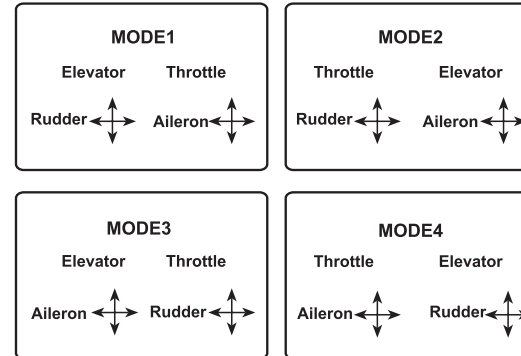 MODE1
Elevator Throttle
Rudder Aileron
MODE2
Throttle Elevator
Rudder Aileron
MODE3
Elevator Throttle
Aileron Rudder
MODE4
Throttle Elevator
Aileron Rudder